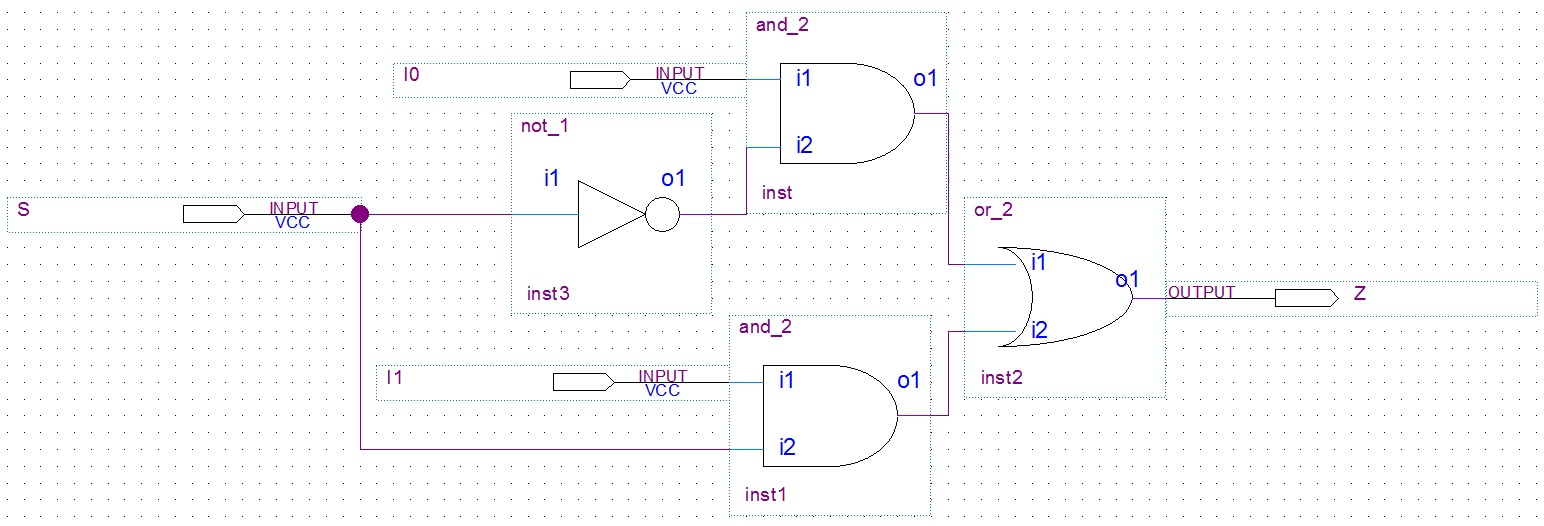 and_2
I0
INPUT
VCC
i1
o1
i2
inst
not_1
i1
o1
inst3
S
INPUT
VCC
or_2
i1
o1
i2
inst2
OUTPUT
Z
and_2
I1
INPUT
VCC
i1
o1
i2
inst1